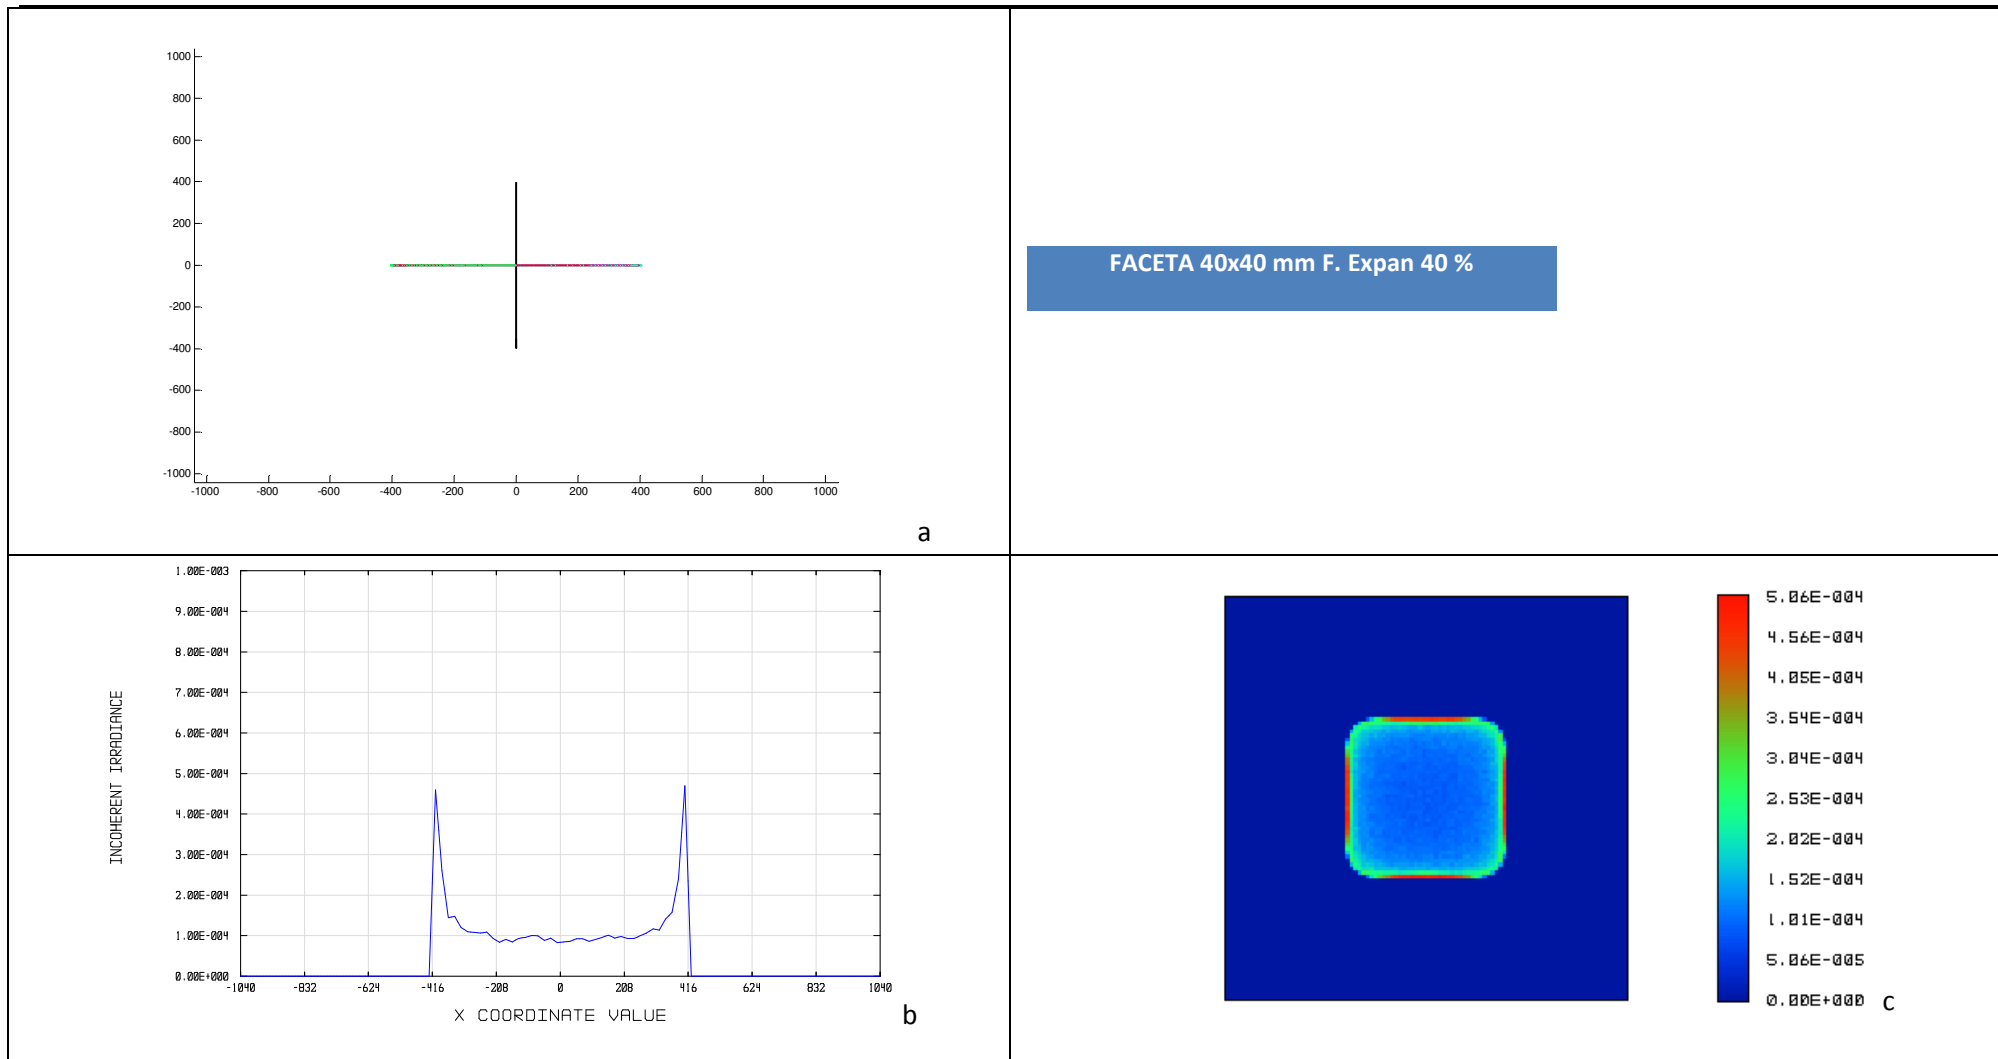 1000
800
600
400
200
0
-200
-400
-600
-800
-1000
-1000 -800 -600 -400 -200 0 200 400 600 800 1000
a
FACETA 40x40 mm F. Expan 40 %
1.00E-003
9.00E-004
8.00E-004
7.00E-004
6.00E-004
5.00E-004
4.00E-004
3.00E-004
2.00E-004
1.00E-004
0.00E+000
INCOHERENT IRRADIANCE
-1040 -832 -624 -416 -208 0 208 416 624 832 1040
X COORDINATE VALUE
b
5.06E-004
4.56E-004
4.05E-004
3.54E-004
3.04E-004
2.53E-004
2.02E-004
1.52E-004
1.01E-004
5.06E-005
0.00E+000
c